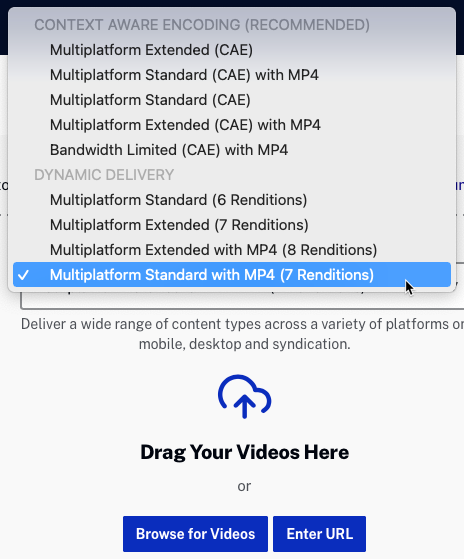 CONTEXT AWARE ENCODING (RECOMMENDED)
Multiplatform Extended (CAE)
Multiplatform Standard (CAE) with MP4
Multiplatform Standard (CAE)
Multiplatform Extended (CAE) with MP4
Bandwidth Limited (CAE) with MP4
DYNAMIC DELIVERY
Multiplatform Standard (6 Renditions)
Multiplatform Extended (7 Renditions)
Multiplatform Extended with MP4 (8 Renditions)
✓ Multiplatform Standard with MP4 (7 Renditions)
Deliver a wide range of content types across a variety of platforms
mobile, desktop and syndication.
Drag Your Videos Here
or
Browse for Videos
Enter URL